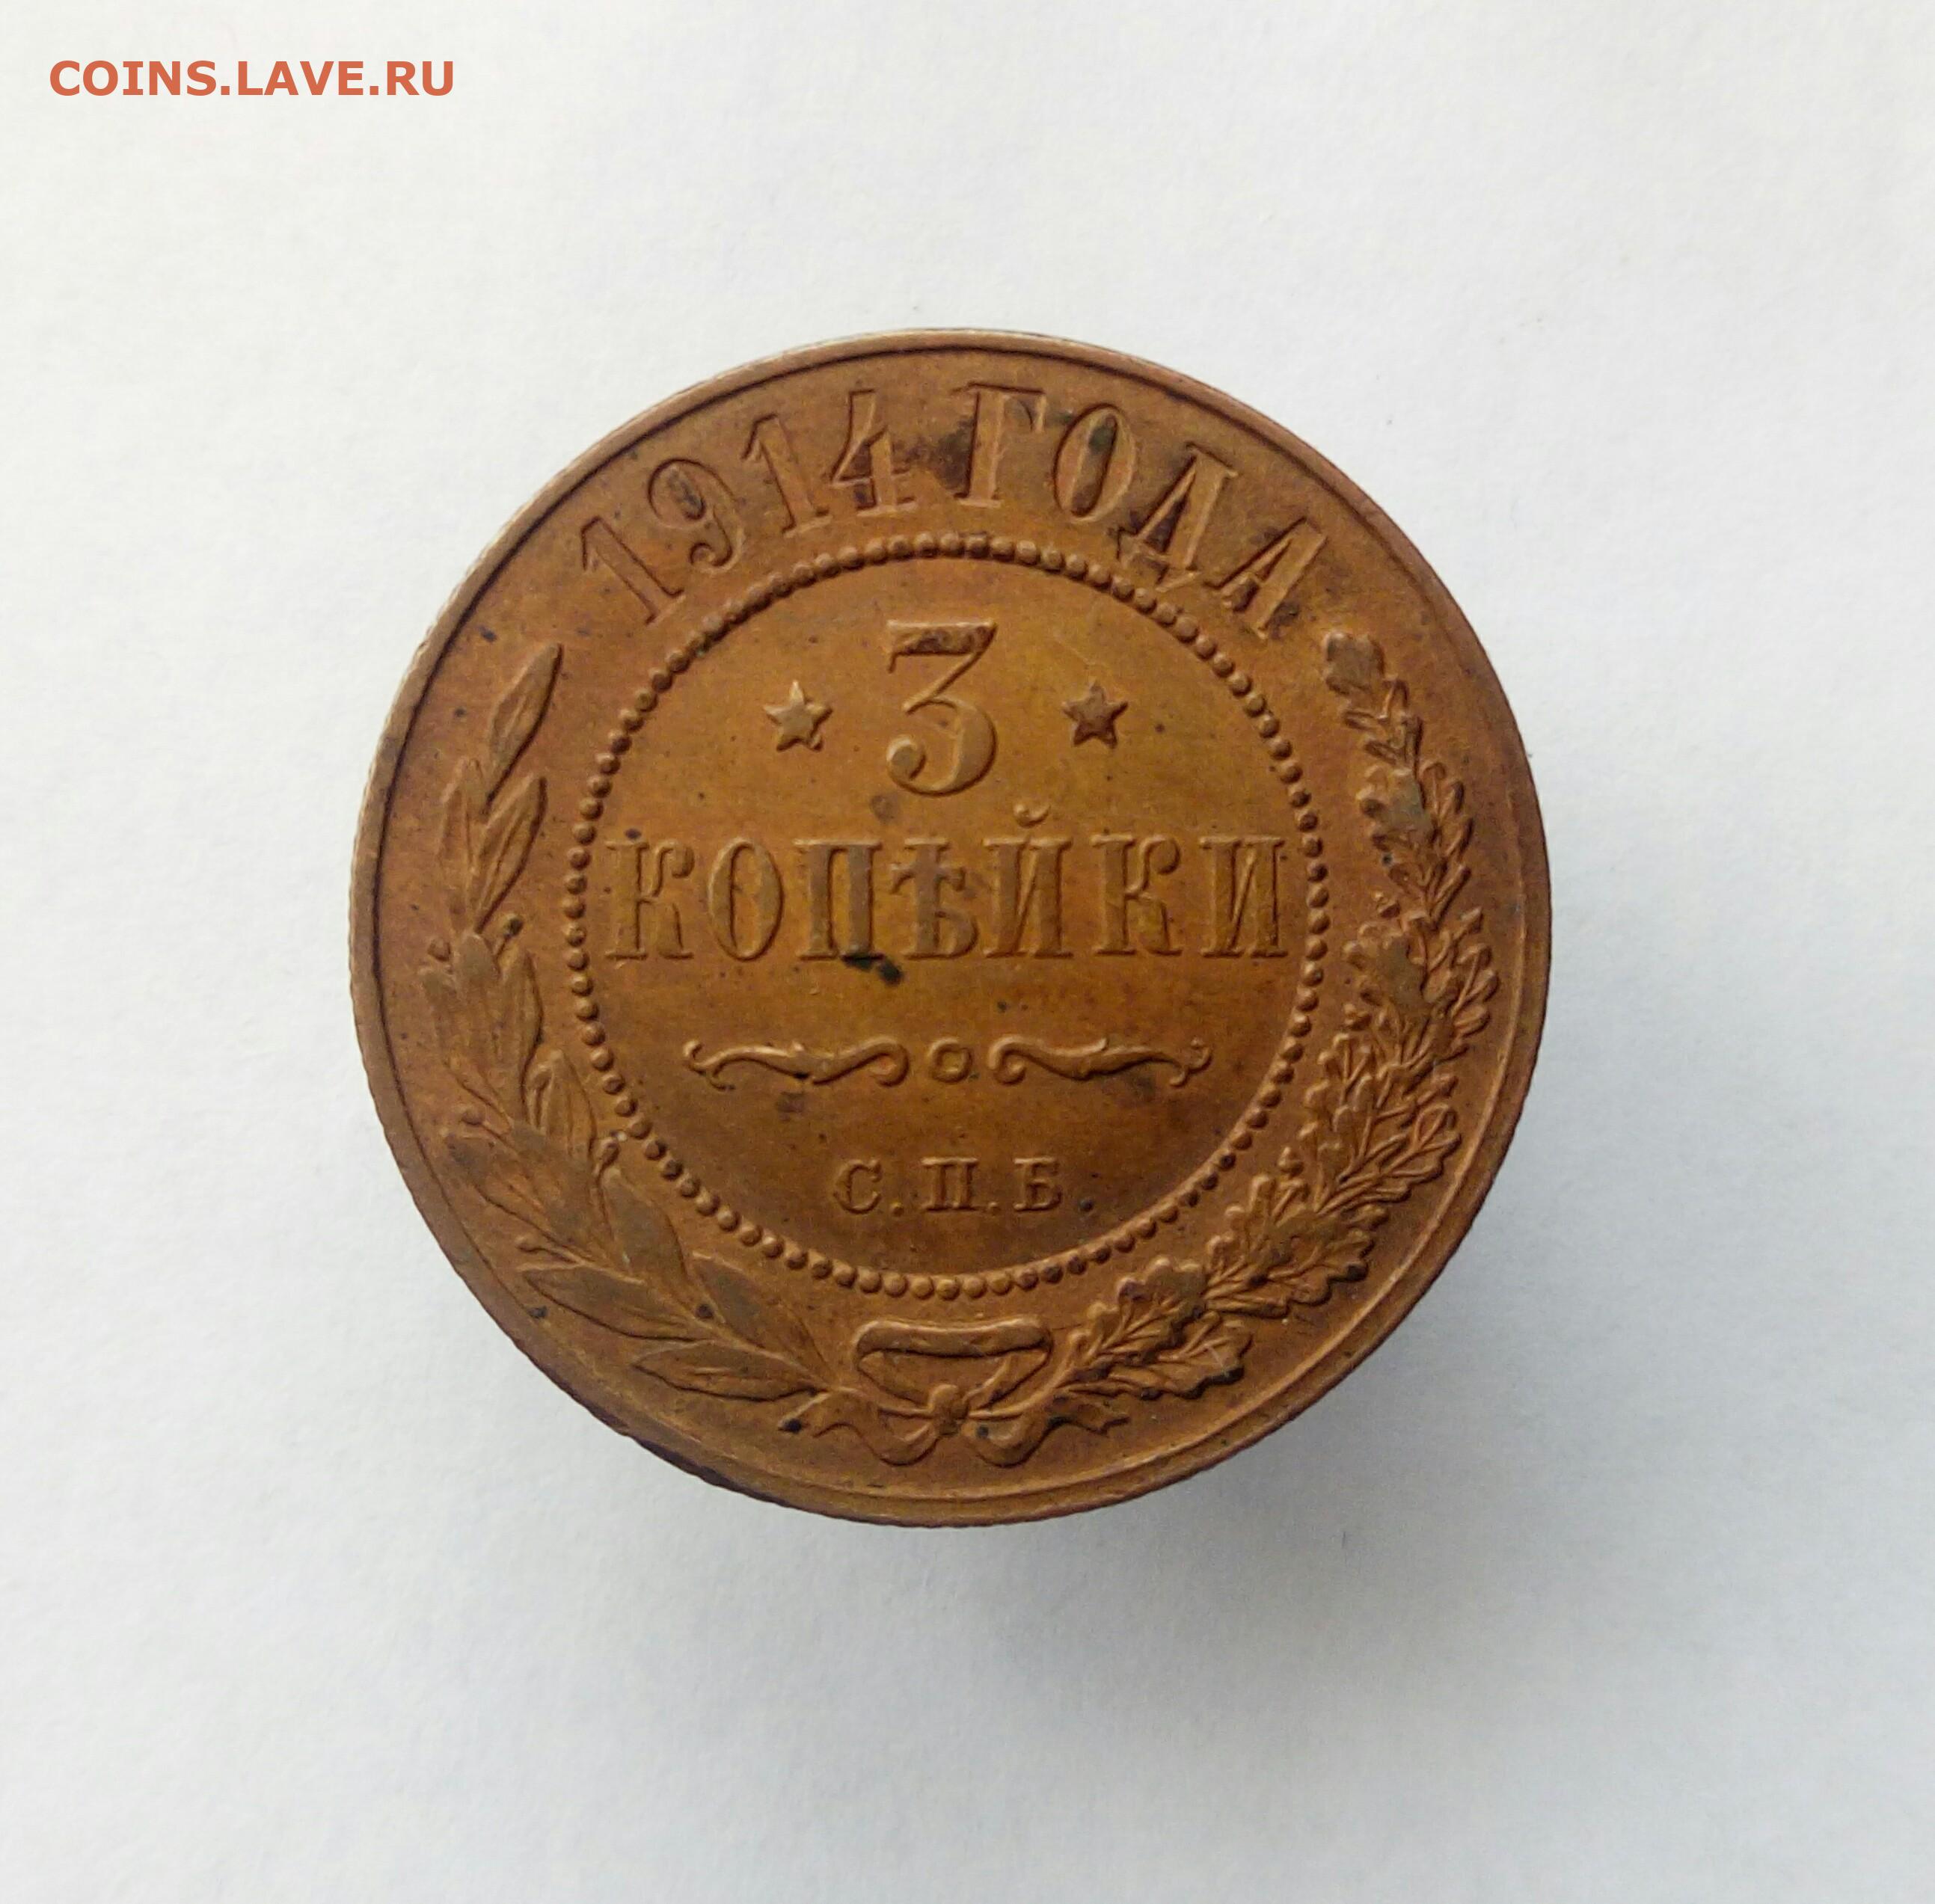 COINS.LAVE.RU
1914 ГОДА
3
КОПѢЙКИ
С.П.Б.